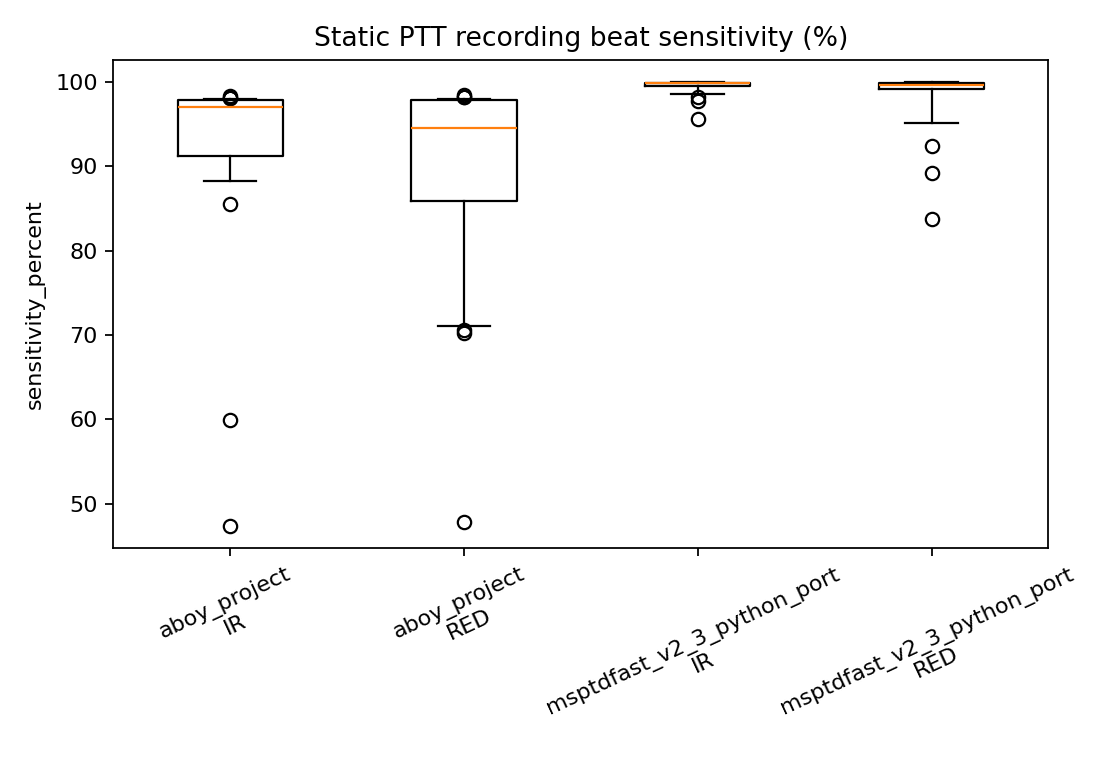 Static PTT recording beat sensitivity (%)
sensitivity_percent
100
90
80
70
60
50
aboy_project
IR
aboy_project
RED
msptdfast_v2_3_python_port
IR
msptdfast_v2_3_python_port
RED